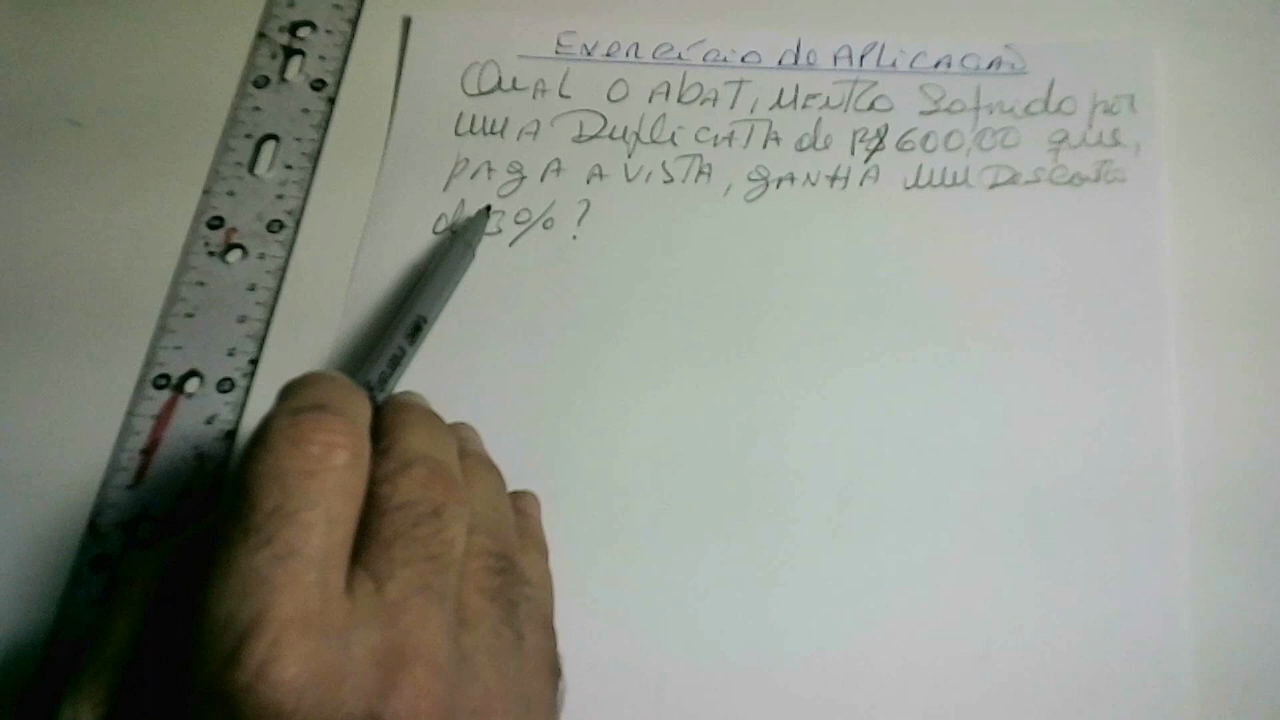 Exercício de Aplicação
Qual o abatimento sofrido por
uma Duplicata de R$600,00 que,
paga a vista, ganha um Desconto
de 3%?